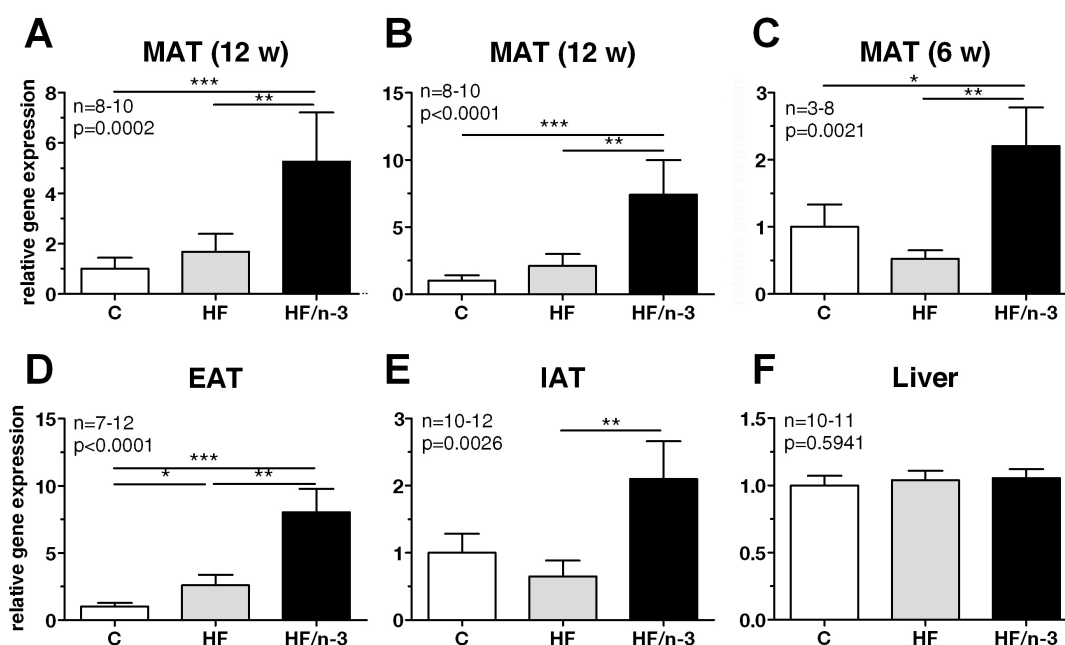 A
MAT (12 w)
n=8-10
p=0.0002
***
**
relative gene expression
8
6
4
2
0
C HF HF/n-3
B
MAT (12 w)
n=8-10
p<0.0001
***
**
15
10
5
0
C HF HF/n-3
C
MAT (6 w)
n=3-8
p=0.0021
*
**
relative gene expression
3
2
1
0
C HF HF/n-3
D
EAT
n=7-12
p<0.0001
***
* **
relative gene expression
15
10
5
0
C HF HF/n-3
E
IAT
n=10-12
p=0.0026
**
3
2
1
0
C HF HF/n-3
F
Liver
n=10-11
p=0.5941
1.5
1.0
0.5
0.0
C HF HF/n-3